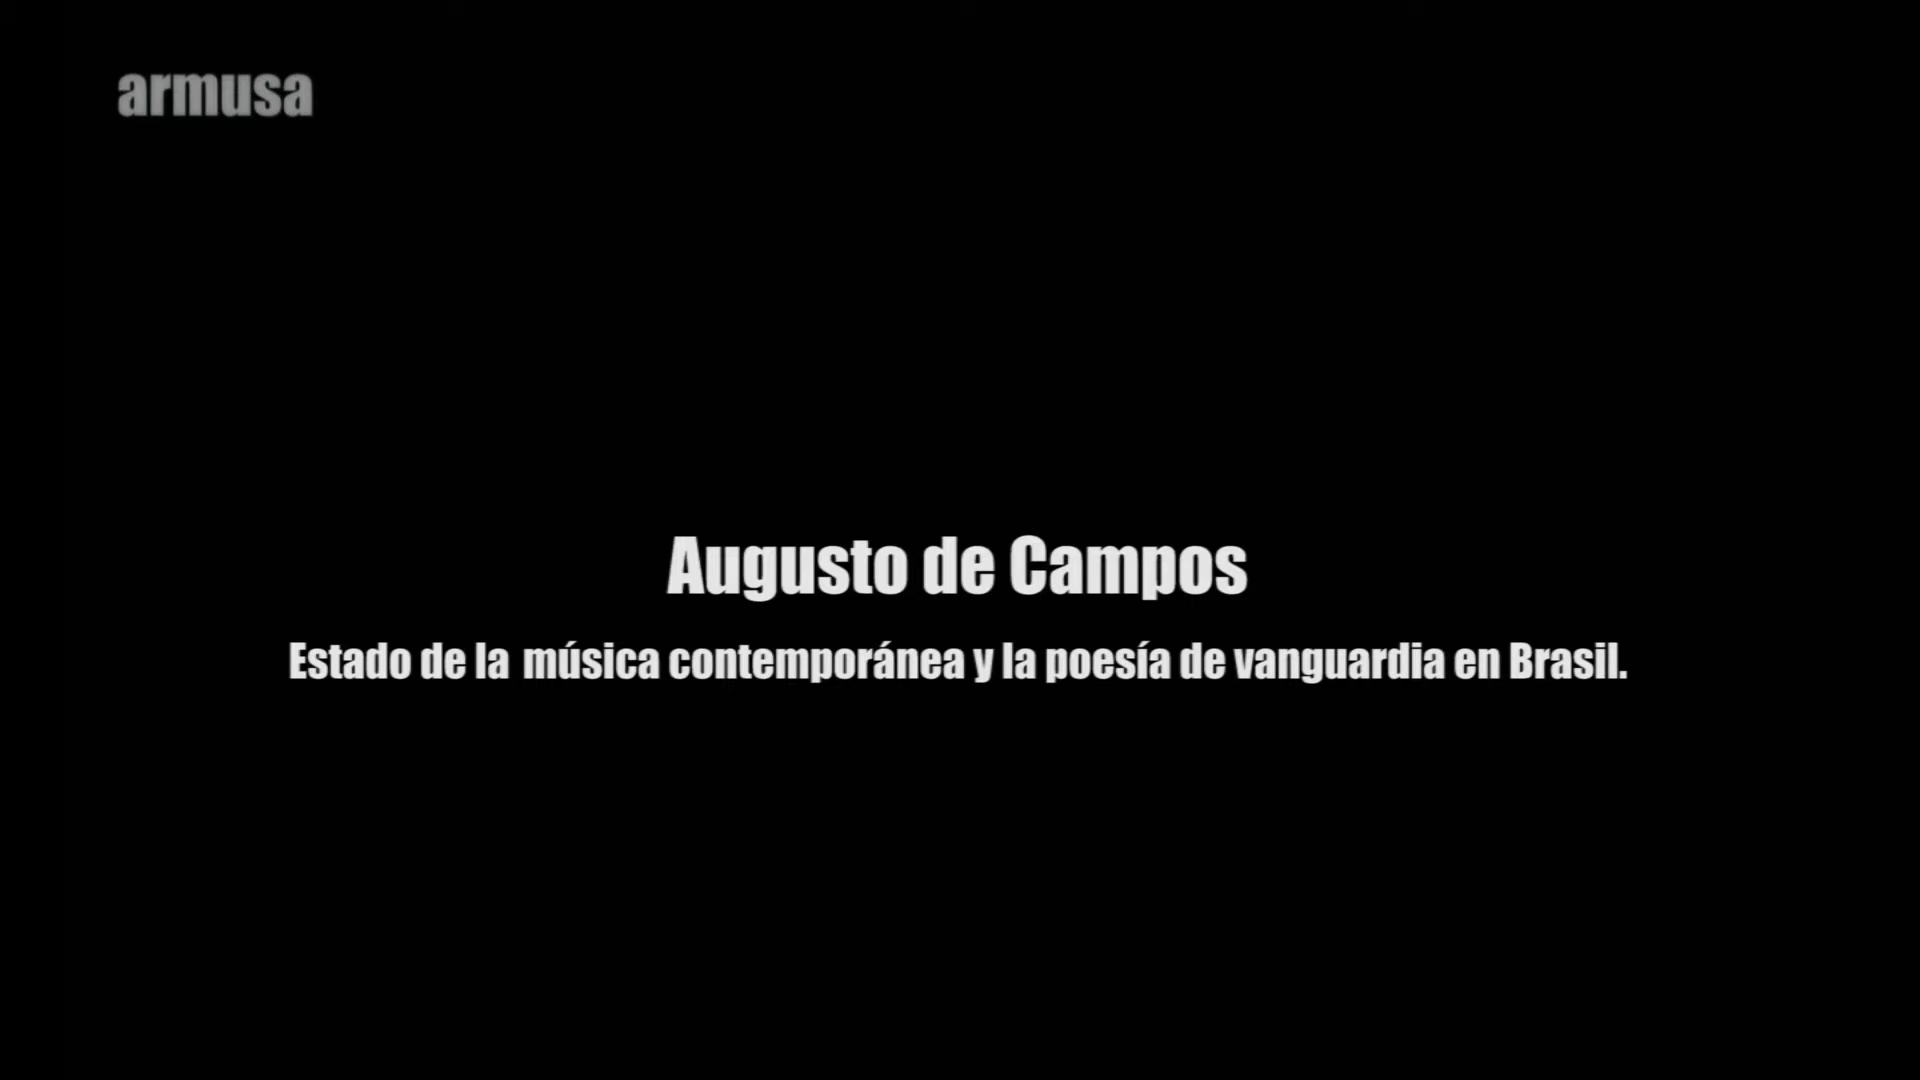 armusa
Augusto de Campos
Estado de la música contemporánea y la poesía de vanguardia en Brasil.